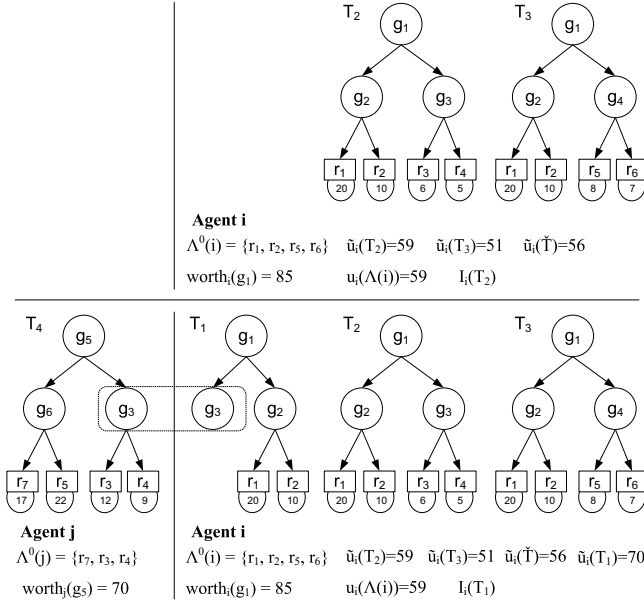 T₂ g₁ T₃ g₁
g₂ g₃ g₂ g₄
r₁ r₂ r₃ r₄ r₁ r₂ r₅ r₆
20 10 6 5 20 10 8 7
Agent i
Λ⁰(i) = {r₁, r₂, r₅, r₆} ũᵢ(T₂)=59 ũᵢ(T₃)=51 ũᵢ(Ť)=56
worthᵢ(g₁) = 85 uᵢ(Λ(i))=59 Iᵢ(T₂)
T₄ g₅ T₁ g₁ T₂ g₁ T₃ g₁
g₆ g₃ g₃ g₂ g₂ g₃ g₂ g₄
r₇ r₅ r₃ r₄ r₁ r₂ r₁ r₂ r₃ r₄ r₁ r₂ r₅ r₆
17 22 12 9 20 10 20 10 6 5 20 10 8 7
Agent j Agent i
Λ⁰(j) = {r₇, r₃, r₄} Λ⁰(i) = {r₁, r₂, r₅, r₆} ũᵢ(T₂)=59 ũᵢ(T₃)=51 ũᵢ(Ť)=56 ũᵢ(T₁)=70
worthⱼ(g₅) = 70 worthᵢ(g₁) = 85 uᵢ(Λ(i))=59 Iᵢ(T₁)